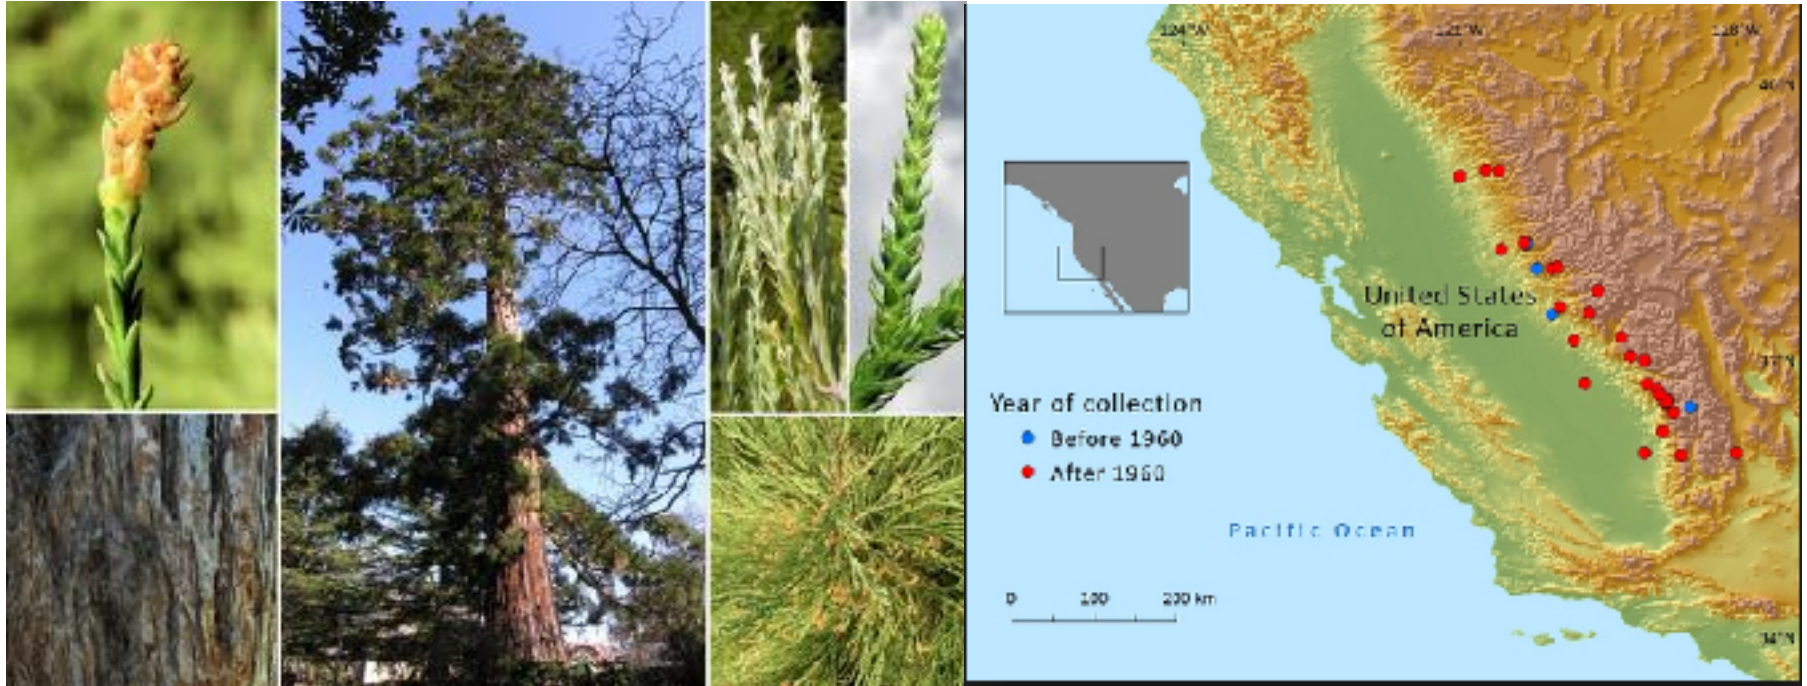 124°W
121°W
118°W
40°N
United States
of America
37°N
Year of collection
Before 1960
After 1960
Pacific Ocean
0 100 200 km
34°N